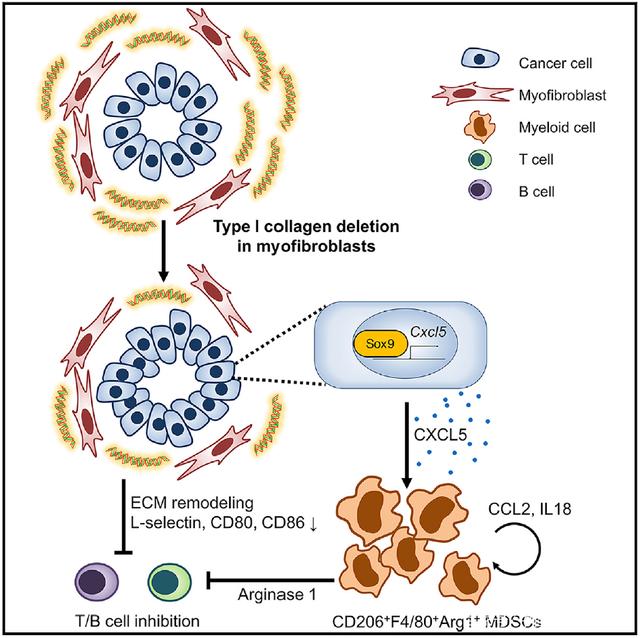 Cancer cell
Myofibroblast
Myeloid cell
T cell
B cell
Type I collagen deletion
in myofibroblasts
Cxcl5
Sox9
CXCL5
ECM remodeling
L-selectin, CD80, CD86 ↓
CCL2, IL18
Arginase 1
T/B cell inhibition
CD206⁺F4/80⁺Arg1⁺ MDSCs